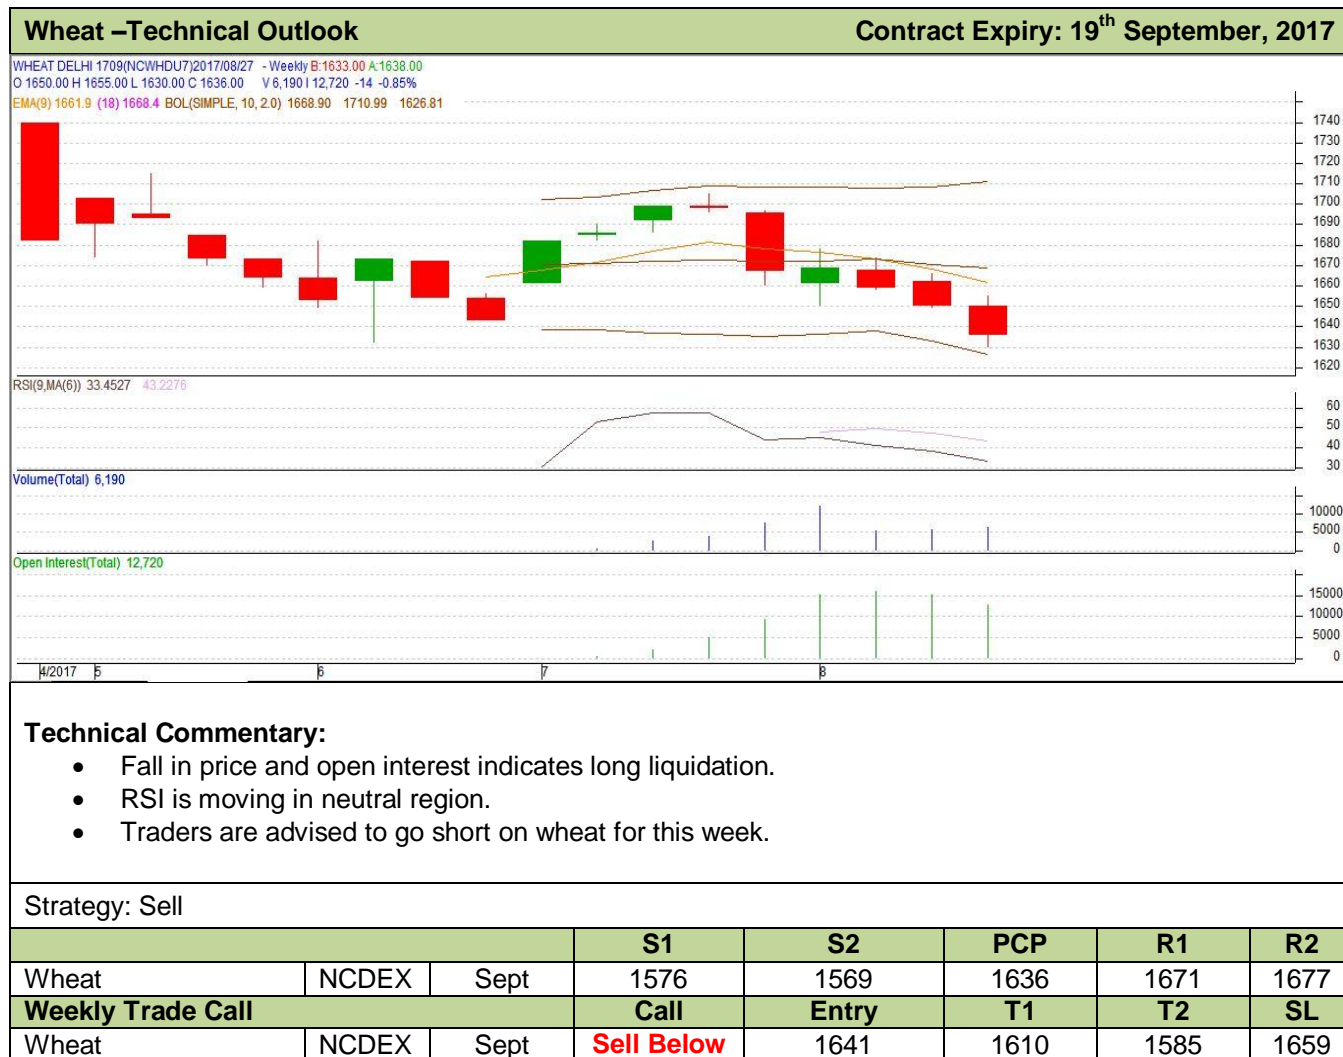 Wheat –Technical Outlook Contract Expiry: 19th September, 2017
WHEAT DELHI 1709(NCWHDU7)2017/08/27 - Weekly B:1633.00 A:1638.00
O 1650.00 H 1655.00 L 1630.00 C 1636.00 V 6,190 I 12,720 -14 -0.85%
EMA(9) 1661.9 (18) 1668.4 BOL(SIMPLE, 10, 2.0) 1668.90 1710.99 1626.81
1740
1730
1720
1710
1700
1690
1680
1670
1660
1650
1640
1630
1620
RSI(9,MA(6)) 33.4527 43.2276
60
50
40
30
Volume(Total) 6,190
10000
5000
0
Open Interest(Total) 12,720
15000
10000
5000
0
4/2017 5 6 7 8
Technical Commentary:
• Fall in price and open interest indicates long liquidation.
• RSI is moving in neutral region.
• Traders are advised to go short on wheat for this week.
Strategy: Sell
S1 S2 PCP R1 R2
Wheat NCDEX Sept 1576 1569 1636 1671 1677
Weekly Trade Call Call Entry T1 T2 SL
Wheat NCDEX Sept Sell Below 1641 1610 1585 1659